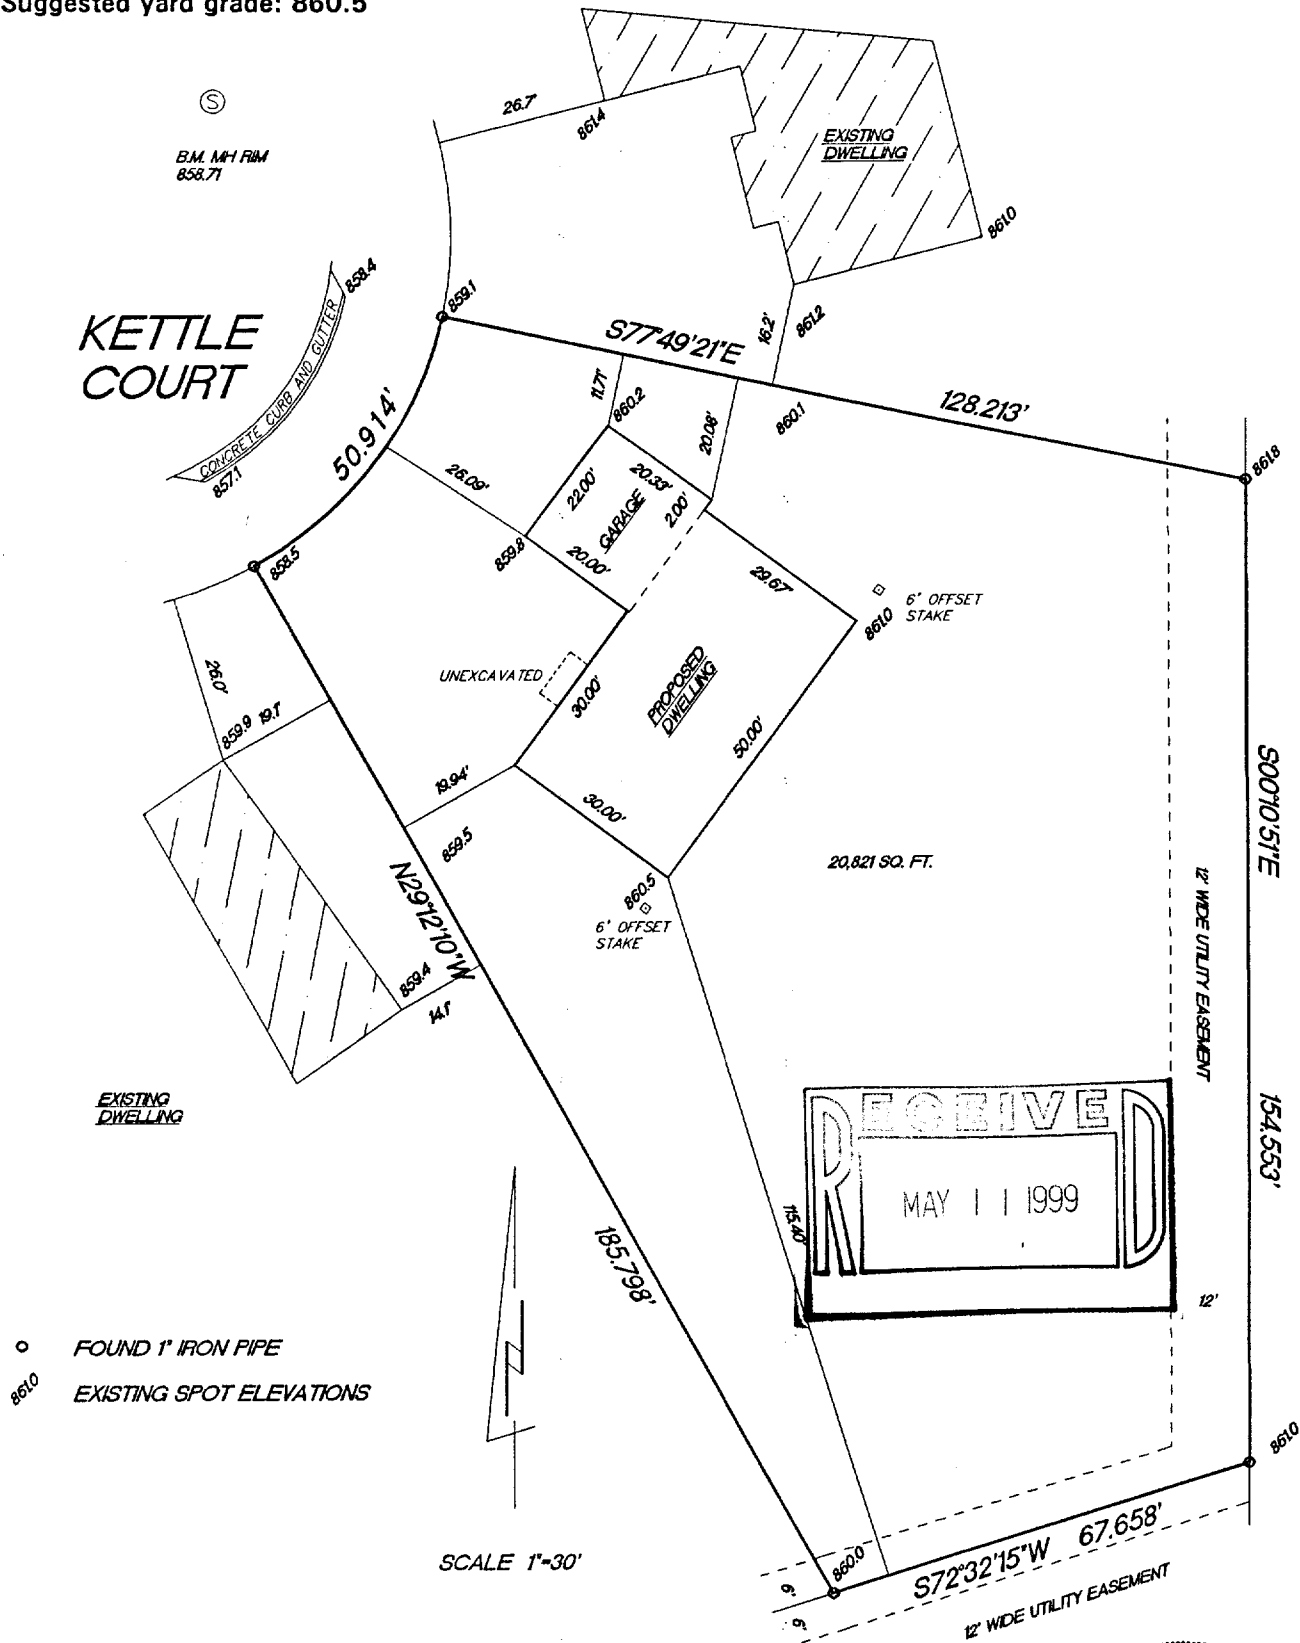 Suggested yard grade: 860.5
S
B.M. MH RIM
858.71
26.7'
861.4
EXISTING
DWELLING
861.0
858.4
859.1
KETTLE
COURT
CONCRETE CURB AND GUTTER
857.1
50.914'
S77°49'21"E
16.2'
861.2
128.213'
861.8
11.71'
860.2
20.08'
860.1
26.09'
22.00'
GARAGE
20.33'
2.00'
859.8
20.00'
858.5
29.67'
861.0
6' OFFSET
STAKE
26.0'
UNEXCAVATED
30.00'
PROPOSED
DWELLING
50.00'
859.9
19.1'
19.94'
859.5
30.00'
S00°10'51"E
20,821 SQ. FT.
12' WIDE UTILITY EASEMENT
860.5
6' OFFSET
STAKE
N29°12'10"W
859.4
14.1'
EXISTING
DWELLING
RECEIVED
MAY 11 1999
154.553'
115.40'
185.798'
12'
FOUND 1" IRON PIPE
861.0
EXISTING SPOT ELEVATIONS
861.0
SCALE 1"=30'
860.0
S72°32'15"W 67.658'
6'
6'
12' WIDE UTILITY EASEMENT